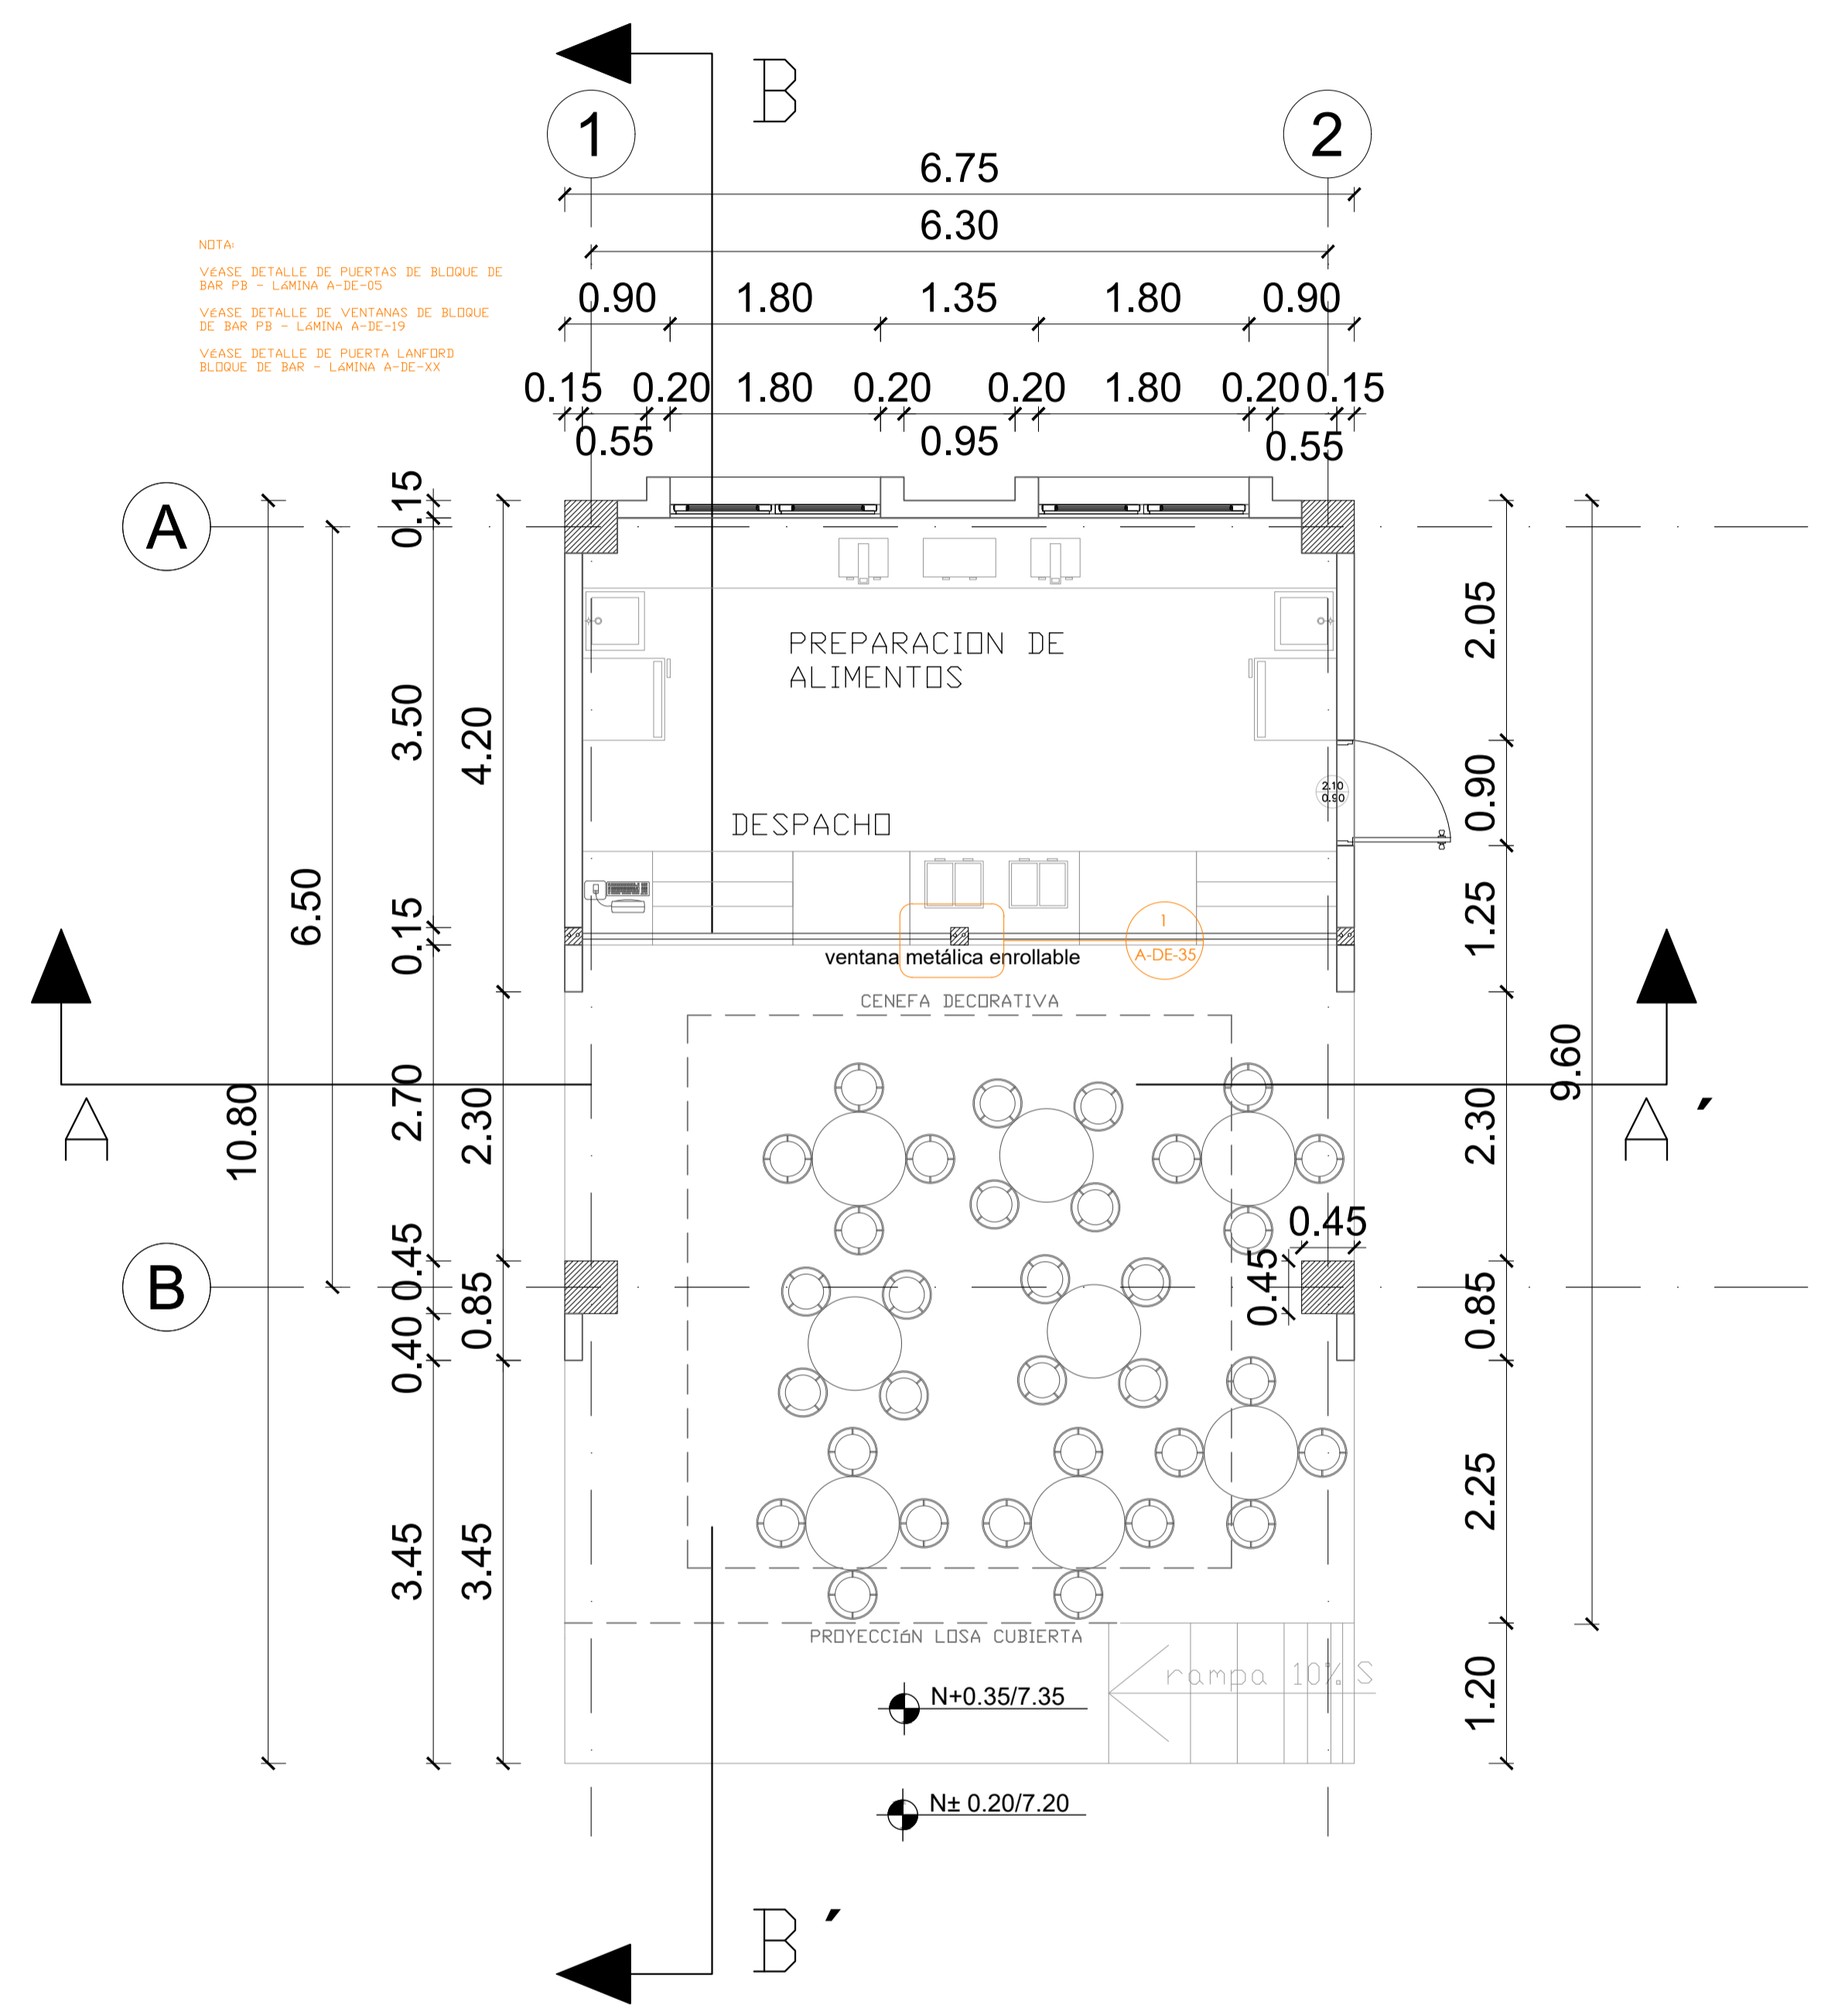 B
1
2
6.75
6.30
NOTA:
VÉASE DETALLE DE PUERTAS DE BLOQUE DE
BAR PB - LÁMINA A-DE-05
VÉASE DETALLE DE VENTANAS DE BLOQUE
DE BAR PB - LÁMINA A-DE-19
VÉASE DETALLE DE PUERTA LANFORD
BLOQUE DE BAR - LÁMINA A-DE-XX
0.90 1.80 1.35 1.80 0.90
0.15 0.20 1.80 0.20 0.20 1.80 0.20 0.15
0.55 0.95 0.55
A
0.15
3.50
4.20
6.50
0.15
10.80
2.70
2.30
0.45
0.85
0.40
3.45
3.45
PREPARACION DE
ALIMENTOS
DESPACHO
2.10
0.90
2.05
0.90
1.25
9.60
2.30
0.85
2.25
1.20
1
A-DE-35
ventana metálica enrollable
CENEFA DECORATIVA
A
A´
0.45
0.45
B
PROYECCIÓN LOSA CUBIERTA
rampa 10% S
N+0.35/7.35
N± 0.20/7.20
B´